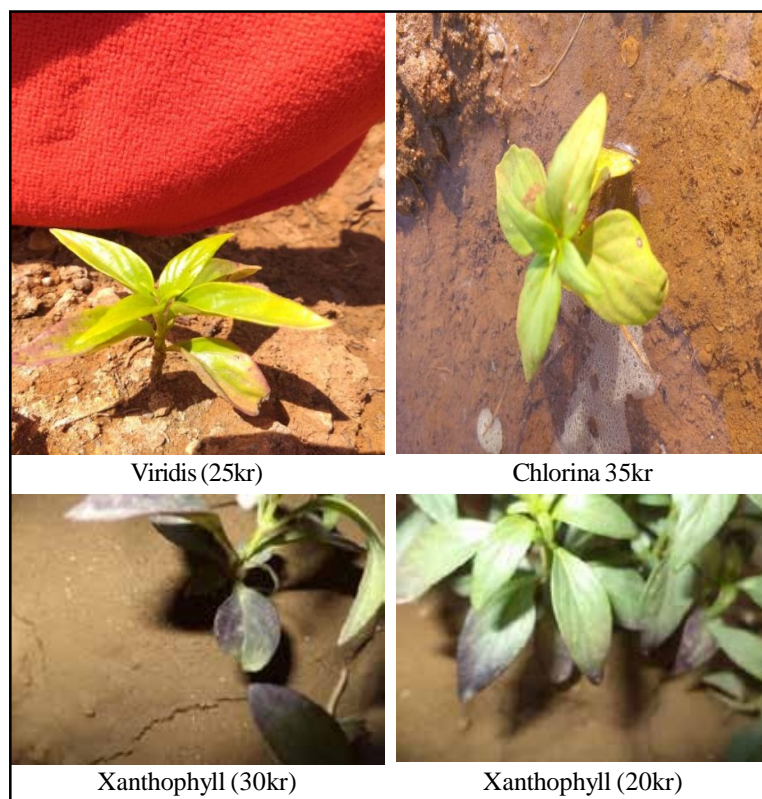 Viridis (25kr)
Chlorina 35kr
Xanthophyll (30kr)
Xanthophyll (20kr)